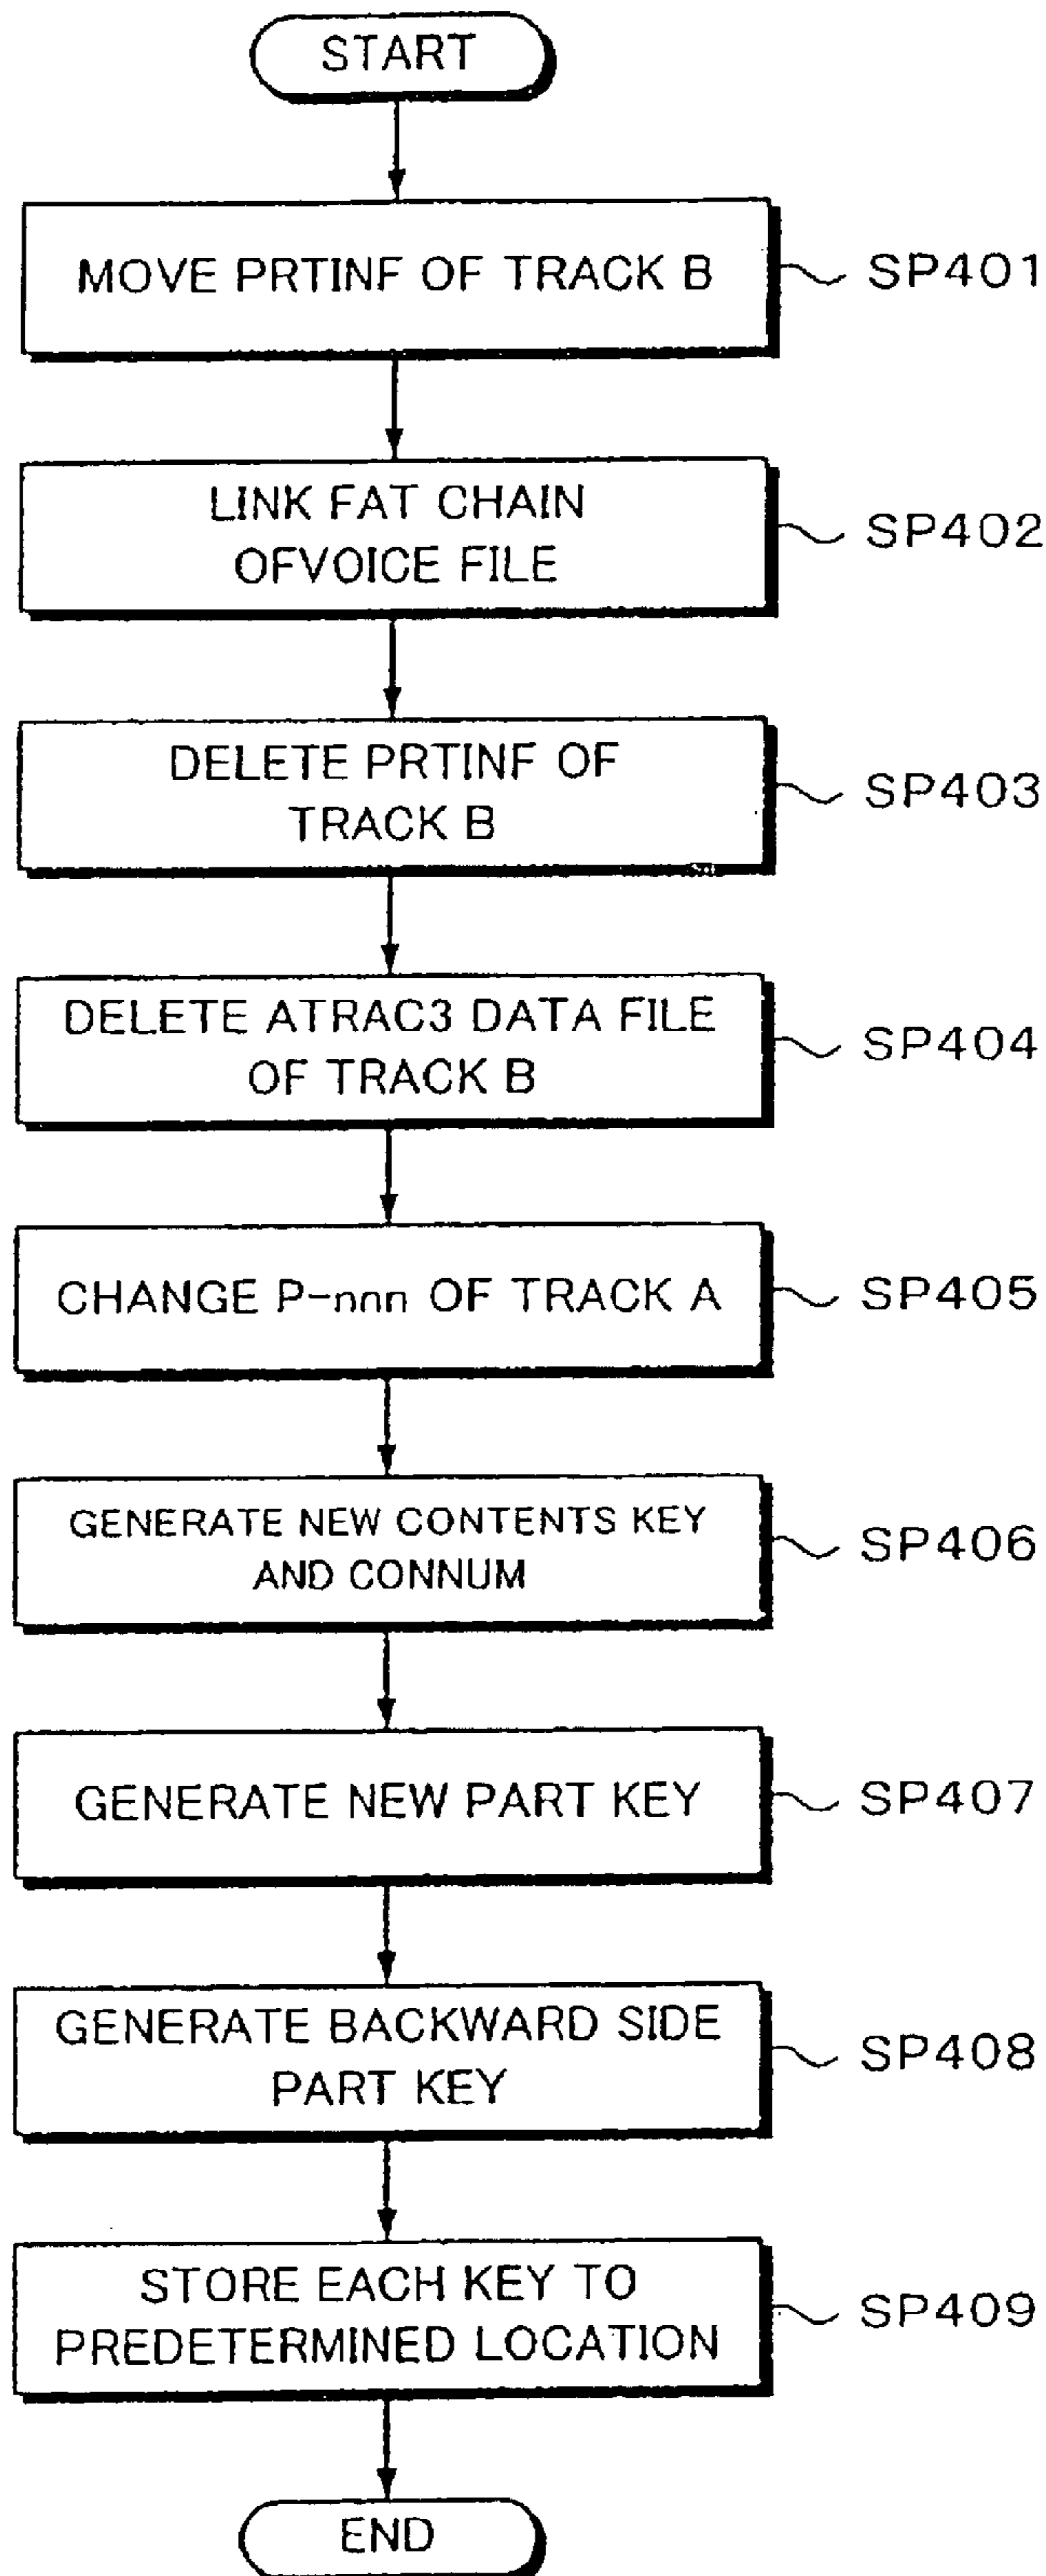 START
MOVE PRTINF OF TRACK B
SP401
LINK FAT CHAIN
OFVOICE FILE
SP402
DELETE PRTINF OF
TRACK B
SP403
DELETE ATRAC3 DATA FILE
OF TRACK B
SP404
CHANGE P-nnn OF TRACK A
SP405
GENERATE NEW CONTENTS KEY
AND CONNUM
SP406
GENERATE NEW PART KEY
SP407
GENERATE BACKWARD SIDE
PART KEY
SP408
STORE EACH KEY TO
PREDETERMINED LOCATION
SP409
END